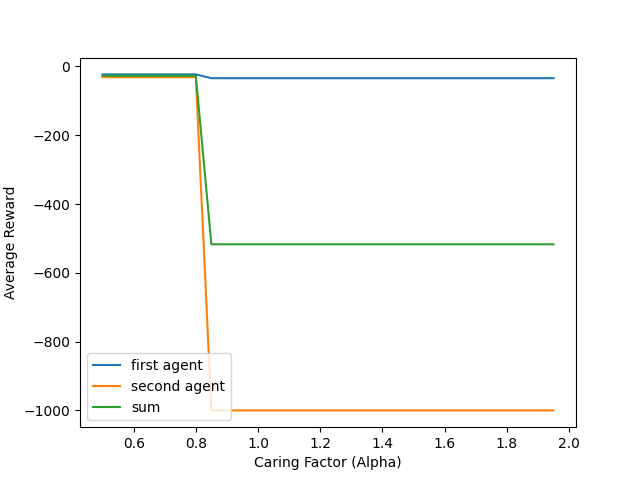 0
−200
−400
−600
−800
−1000
Average Reward
first agent
second agent
sum
0.6 0.8 1.0 1.2 1.4 1.6 1.8 2.0
Caring Factor (Alpha)